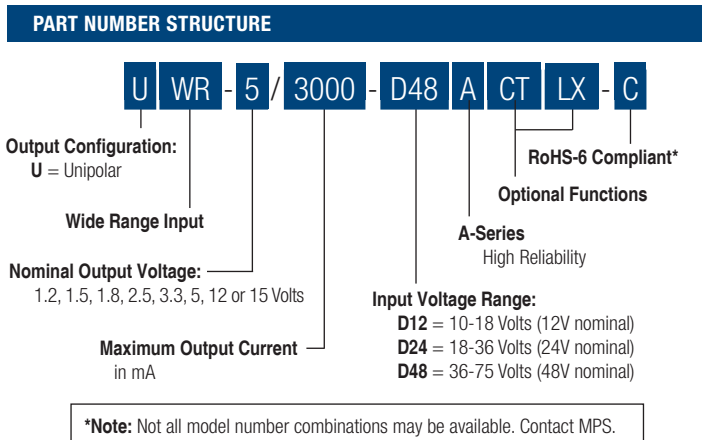 PART NUMBER STRUCTURE
U WR - 5 / 3000 - D48 A CT LX - C
Output Configuration:
U = Unipolar
RoHS-6 Compliant*
Optional Functions
Wide Range Input
A-Series
High Reliability
Nominal Output Voltage:
1.2, 1.5, 1.8, 2.5, 3.3, 5, 12 or 15 Volts
Input Voltage Range:
D12 = 10-18 Volts (12V nominal)
D24 = 18-36 Volts (24V nominal)
D48 = 36-75 Volts (48V nominal)
Maximum Output Current
in mA
*Note: Not all model number combinations may be available. Contact MPS.